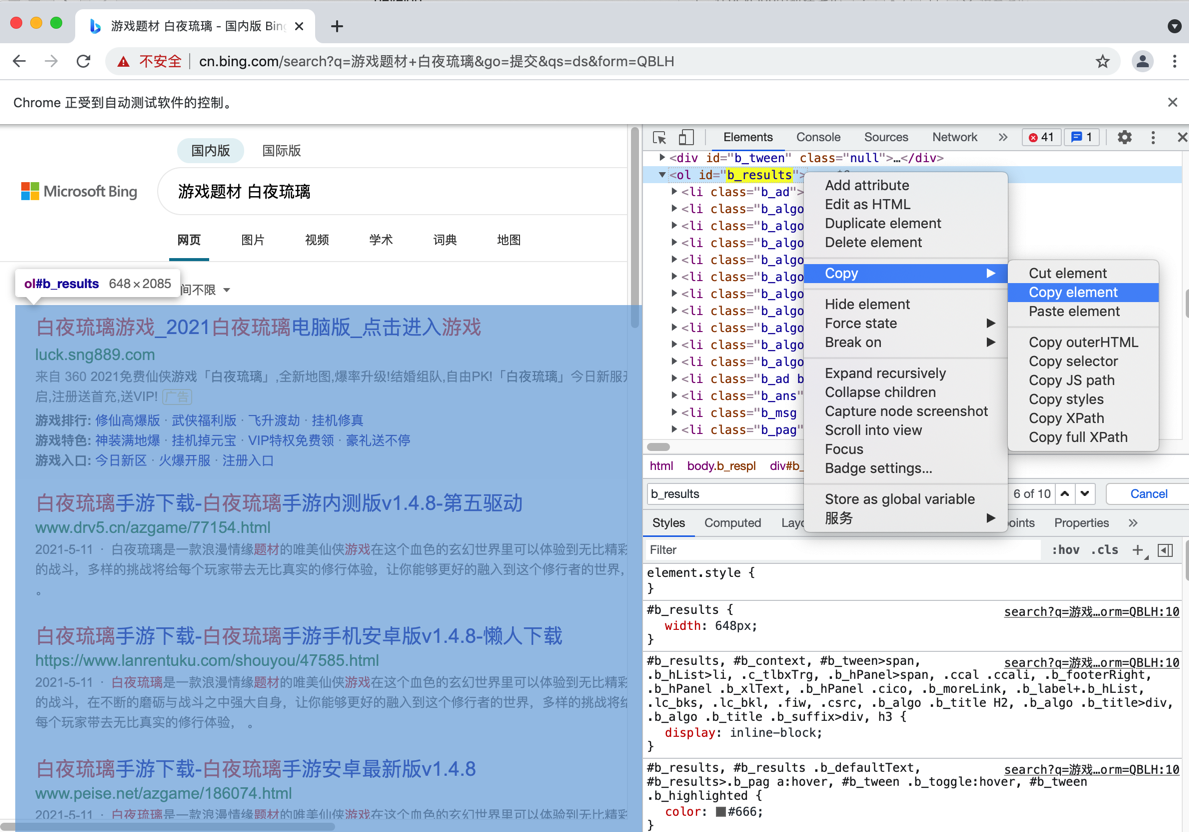 游戏题材 白夜琉璃 - 国内版 Bing
不安全 cn.bing.com/search?q=游戏题材+白夜琉璃&go=提交&qs=ds&form=QBLH
Chrome 正受到自动测试软件的控制。
国内版 国际版
Microsoft Bing
游戏题材 白夜琉璃
网页 图片 视频 学术 词典 地图
ol#b_results 648×2085
间不限
白夜琉璃游戏_2021白夜琉璃电脑版_点击进入游戏
luck.sng889.com
来自 360 2021免费仙侠游戏「白夜琉璃」,全新地图,爆率升级!结婚组队,自由PK!「白夜琉璃」今日新服开
启,注册送首充,送VIP! 广告
游戏排行: 修仙高爆版 · 武侠福利版 · 飞升渡劫 · 挂机修真
游戏特色: 神装满地爆 · 挂机掉元宝 · VIP特权免费领 · 豪礼送不停
游戏入口: 今日新区 · 火爆开服 · 注册入口
白夜琉璃手游下载-白夜琉璃手游内测版v1.4.8-第五驱动
www.drv5.cn/azgame/77154.html
2021-5-11 · 白夜琉璃是一款浪漫情缘题材的唯美仙侠游戏在这个血色的玄幻世界里可以体验到无比精彩
的战斗，多样的挑战将给每个玩家带去无比真实的修行体验，让你能够更好的融入到这个修行者的世界，
。
白夜琉璃手游下载-白夜琉璃手游手机安卓版v1.4.8-懒人下载
https://www.lanrentuku.com/shouyou/47585.html
2021-5-11 · 白夜琉璃是一款浪漫情缘题材的唯美仙侠游戏在这个血色的玄幻世界里可以体验到无比精彩
的战斗，在不断的磨砺与战斗之中强大自身，让你能够更好的融入到这个修行者的世界，多样的挑战将给
每个玩家带去无比真实的修行体验， 。
白夜琉璃手游下载-白夜琉璃手游安卓最新版v1.4.8
www.peise.net/azgame/186074.html
2021-5-11 · 白夜琉璃是一款浪漫情缘题材的唯美仙侠游戏在这个血色的玄幻世界里可以体验到无比精彩
Elements Console Sources Network » 41 1
<div id="b_tween" class="null">…</div>
<ol id="b_results">
<li class="b_ad">
<li class="b_algo
<li class="b_algo
<li class="b_algo
<li class="b_algo
<li class="b_algo
<li class="b_algo
<li class="b_algo
<li class="b_algo
<li class="b_algo
<li class="b_algo
<li class="b_ad b
<li class="b_ans"
<li class="b_msg
<li class="b_pag"
html body.b_respl div#b_
b_results 6 of 10 Cancel
Add attribute
Edit as HTML
Duplicate element
Delete element
Copy
Hide element
Force state
Break on
Expand recursively
Collapse children
Capture node screenshot
Scroll into view
Focus
Badge settings...
Store as global variable
服务
Cut element
Copy element
Paste element
Copy outerHTML
Copy selector
Copy JS path
Copy styles
Copy XPath
Copy full XPath
Styles Computed Layo oints Properties »
Filter :hov .cls +
element.style {
}
#b_results { search?q=游戏…orm=QBLH:10
width: 648px;
}
#b_results, #b_context, #b_tween>span, search?q=游戏…orm=QBLH:10
.b_hList>li, .c_tlbxTrg, .b_hPanel>span, .ccal .ccali, .b_footerRight,
.b_hPanel .b_xlText, .b_hPanel .cico, .b_moreLink, .b_label+.b_hList,
.lc_bks, .lc_bkl, .fiw, .csrc, .b_algo .b_title H2, .b_algo .b_title>div,
.b_algo .b_title .b_suffix>div, h3 {
display: inline-block;
}
#b_results, #b_results .b_defaultText, search?q=游戏…orm=QBLH:10
#b_results>.b_pag a:hover, #b_tween .b_toggle:hover, #b_tween
.b_highlighted {
color: #666;
}